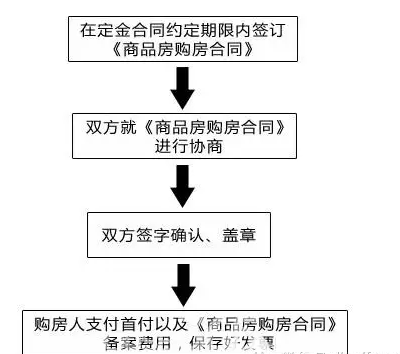 在定金合同约定期限内签订
《商品房购房合同》
双方就《商品房购房合同》
进行协商
双方签字确认、盖章
购房人支付首付以及《商品房购房合同》
备案费用，保存好发票